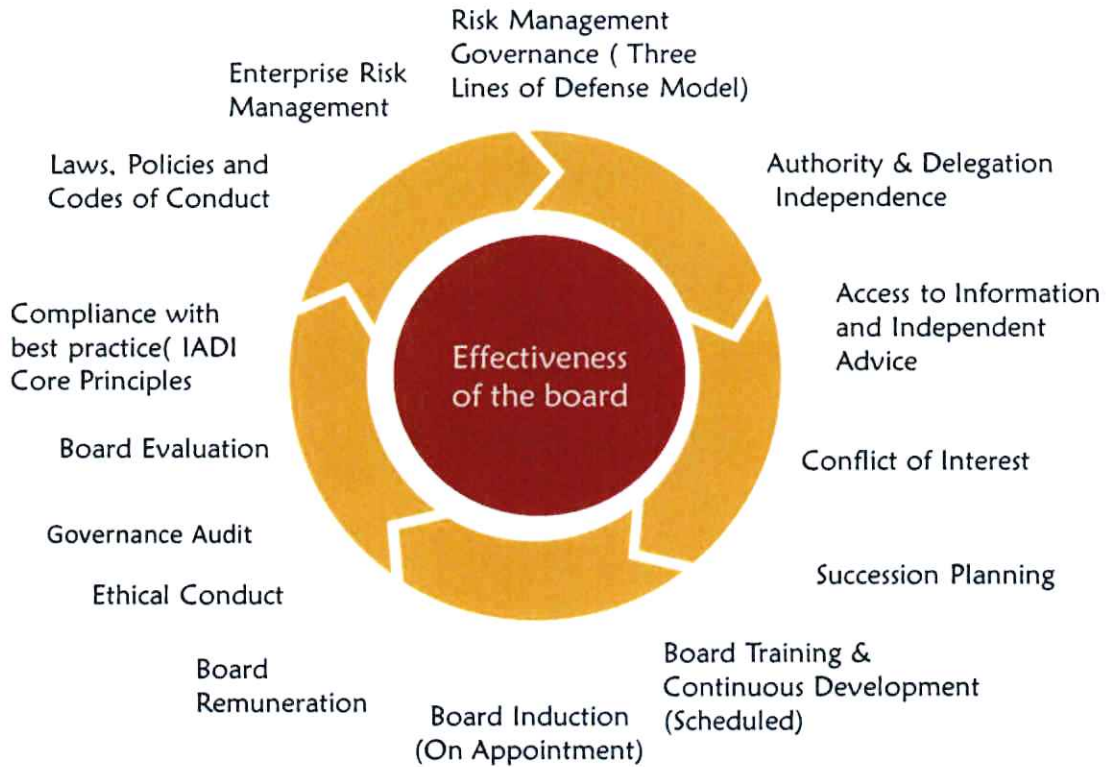 Risk Management
Governance ( Three
Lines of Defense Model)
Enterprise Risk
Management
Laws, Policies and
Codes of Conduct
Authority & Delegation
Independence
Access to Information
and Independent
Advice
Compliance with
best practice( IADI
Core Principles
Effectiveness
of the board
Board Evaluation
Conflict of Interest
Governance Audit
Succession Planning
Ethical Conduct
Board
Remuneration
Board Training &
Continuous Development
(Scheduled)
Board Induction
(On Appointment)